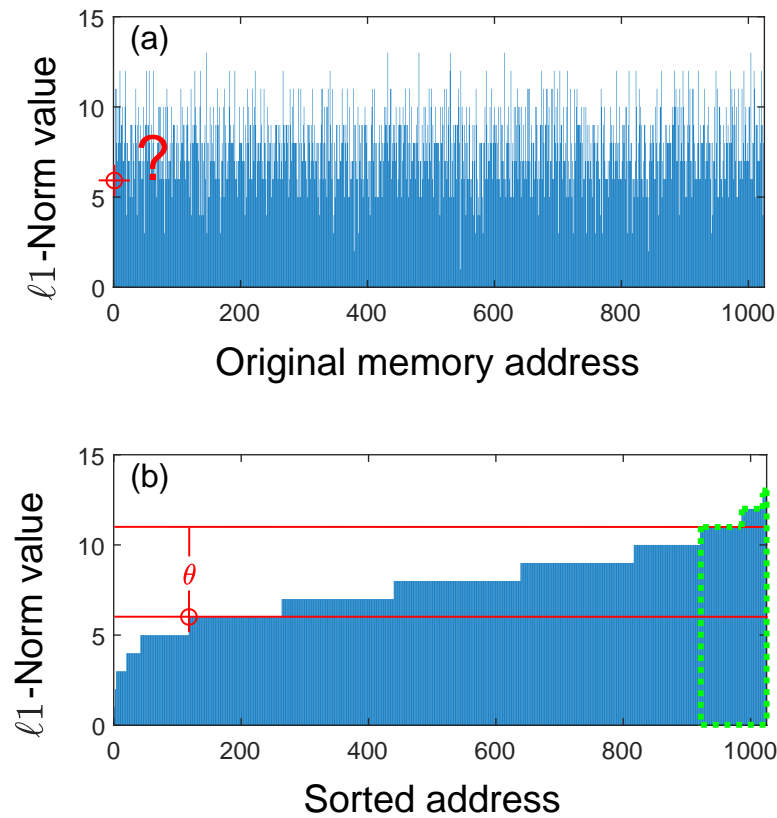 15
(a)
10
?
5
0
ℓ1-Norm value
0 200 400 600 800 1000
Original memory address
15
(b)
10
θ
5
0
ℓ1-Norm value
0 200 400 600 800 1000
Sorted address